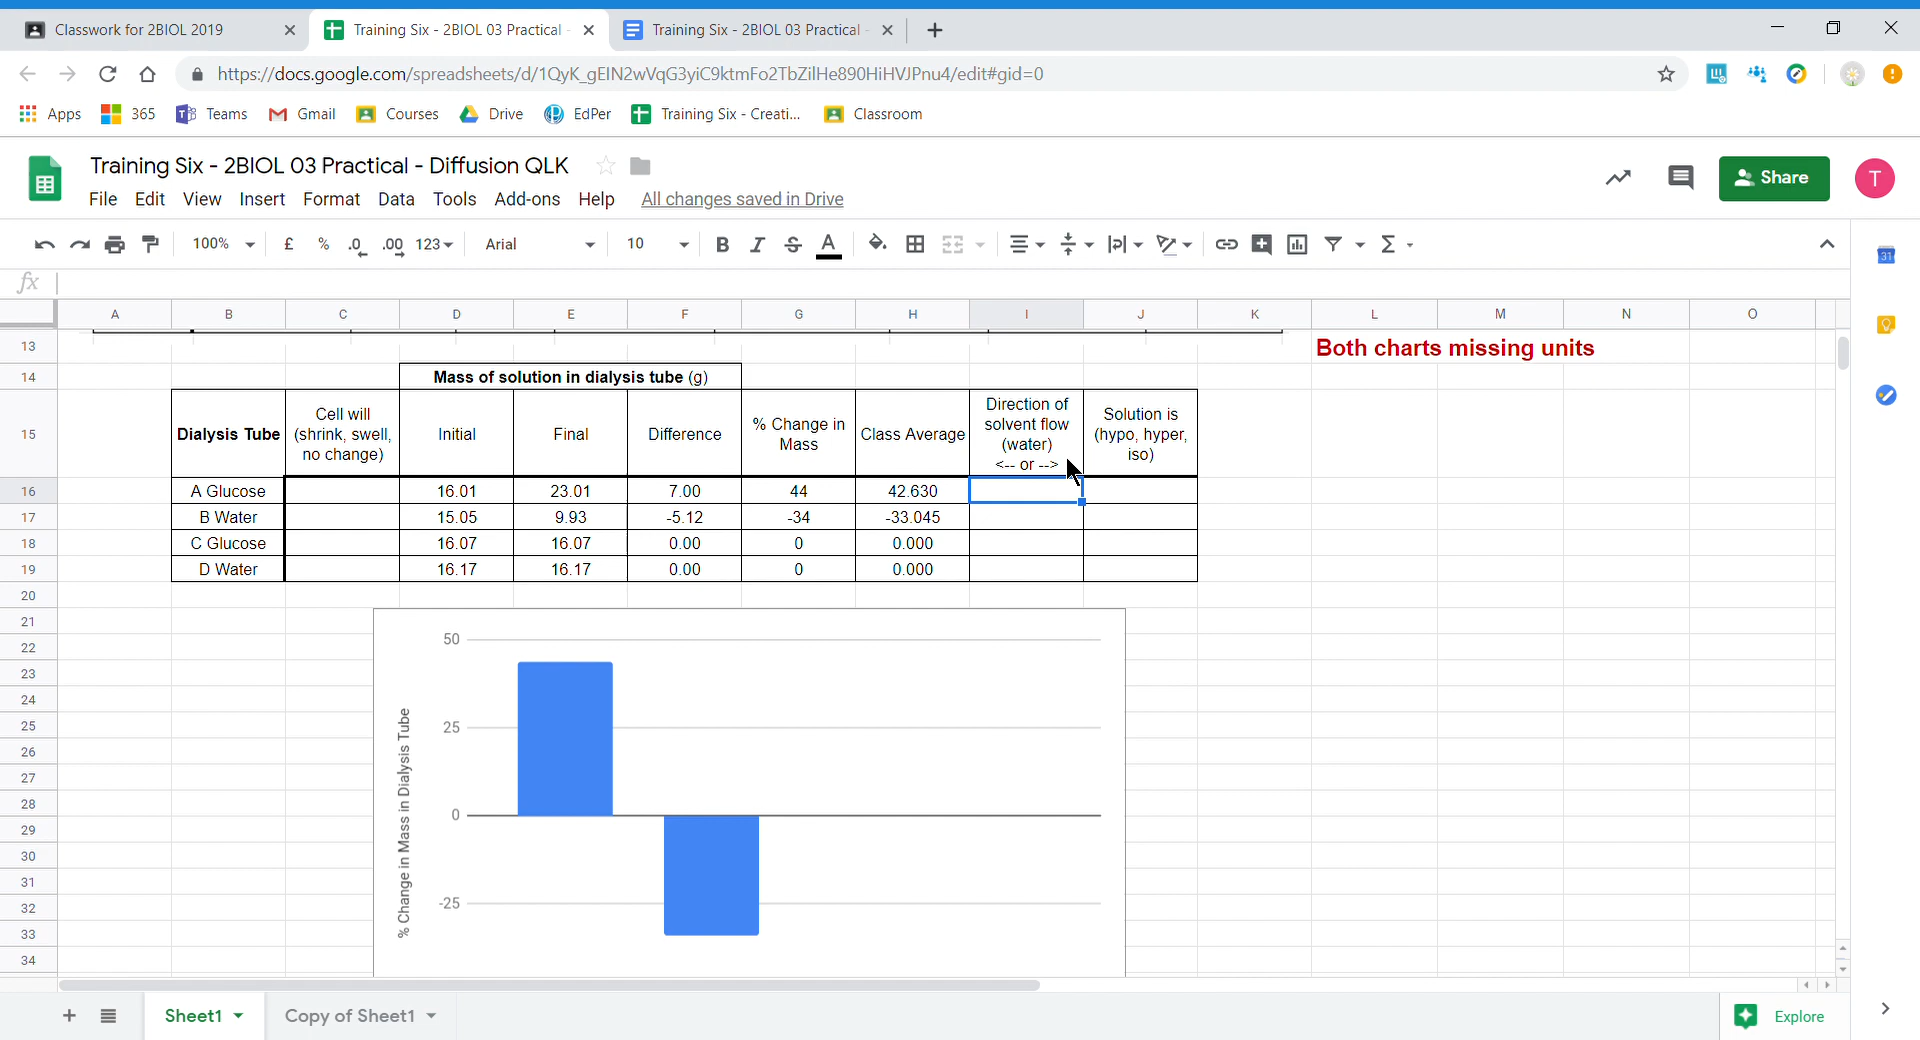 Classwork for 2BIOL 2019
Training Six - 2BIOL 03 Practical -
Training Six - 2BIOL 03 Practical -
https://docs.google.com/spreadsheets/d/1QyK_gEIN2wVqG3yiC9ktmFo2TbZilHe890HiHVJPnu4/edit#gid=0
Apps 365 Teams Gmail Courses Drive EdPer Training Six - Creati... Classroom
Training Six - 2BIOL 03 Practical - Diffusion QLK
Share
T
File Edit View Insert Format Data Tools Add-ons Help All changes saved in Drive
100% £ % .0 .00 123 Arial 10 B I S A
31
fx
A B C D E F G H I J K L M N O
13 Both charts missing units
14 Mass of solution in dialysis tube (g)
15 Dialysis Tube Cell will (shrink, swell, no change) Initial Final Difference % Change in Mass Class Average Direction of solvent flow (water) <-- or --> Solution is (hypo, hyper, iso)
16 A Glucose 16.01 23.01 7.00 44 42.630
17 B Water 15.05 9.93 -5.12 -34 -33.045
18 C Glucose 16.07 16.07 0.00 0 0.000
19 D Water 16.17 16.17 0.00 0 0.000
20
21
22
23
24
25
26
27
28
29
30
31
32
33
34
50
25
0
-25
% Change in Mass in Dialysis Tube
Sheet1 Copy of Sheet1 Explore